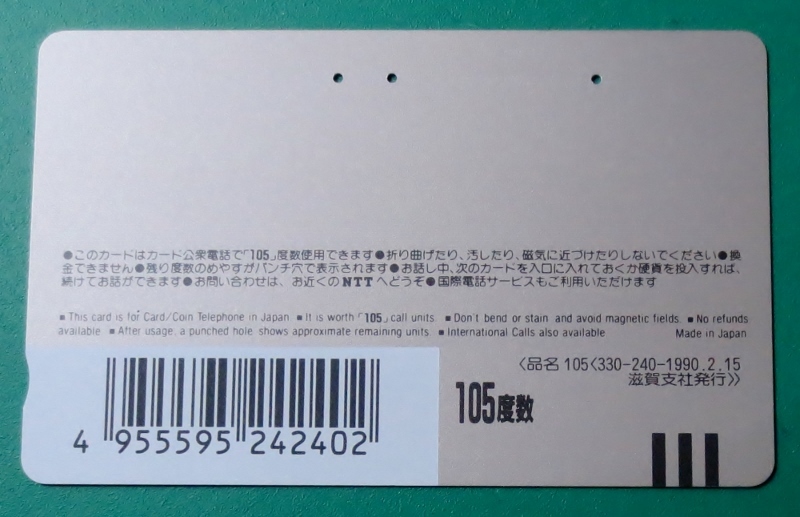 ●このカードはカード公衆電話で「105」度数使用できます●折り曲げたり、汚したり、磁気に近づけたりしないでください●換
金できません●残り度数のめやすがパンチ穴で表示されます●お話し中、次のカードを入口に入れておくか硬貨を投入すれば、
続けてお話ができます●お問い合わせは、お近くのNTTへどうぞ●国際電話サービスもご利用いただけます
■ This card is for Card/Coin Telephone in Japan. ■ It is worth「105」call units. ■ Don't bend or stain and avoid magnetic fields. ■ No refunds
available ■ After usage, a punched hole shows approximate remaining units. ■ International Calls also available Made in Japan
〈品名 105〈330-240-1990.2.15
滋賀支社発行〉〉
105度数
4 955595 242402